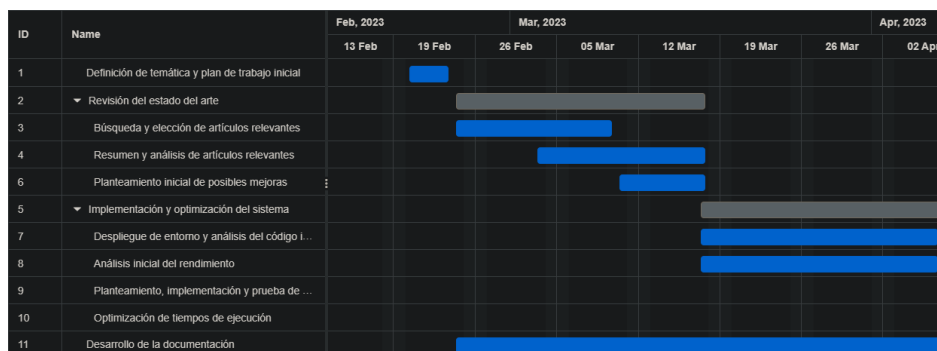 ID Name Feb, 2023 Mar, 2023 Apr, 2023
13 Feb 19 Feb 26 Feb 05 Mar 12 Mar 19 Mar 26 Mar 02 Ap
1 Definición de temática y plan de trabajo inicial
2 Revisión del estado del arte
3 Búsqueda y elección de artículos relevantes
4 Resumen y análisis de artículos relevantes
6 Planteamiento inicial de posibles mejoras
5 Implementación y optimización del sistema
7 Despliegue de entorno y análisis del código i...
8 Análisis inicial del rendimiento
9 Planteamiento, implementación y prueba de ...
10 Optimización de tiempos de ejecución
11 Desarrollo de la documentación